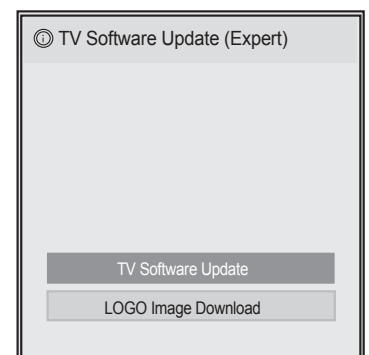 ⓘ TV Software Update (Expert)
TV Software Update
LOGO Image Download